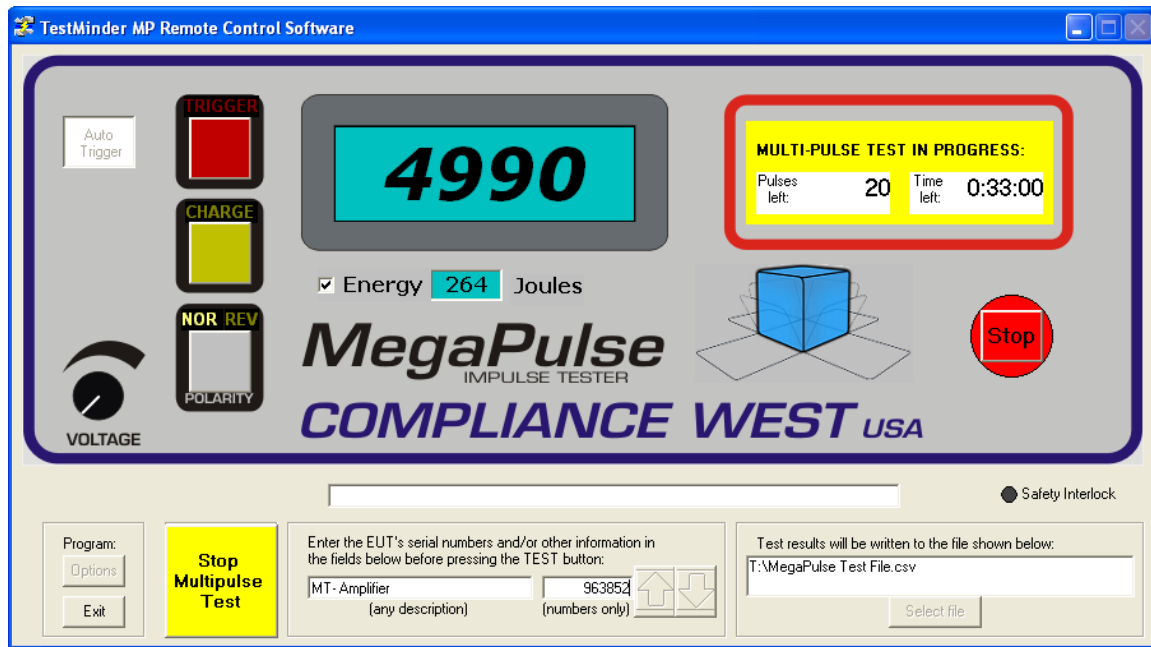 TestMinder MP Remote Control Software
Auto
Trigger
TRIGGER
CHARGE
NOR REV
POLARITY
VOLTAGE
4990
Energy 264 Joules
MegaPulse
IMPULSE TESTER
COMPLIANCE WEST USA
MULTI-PULSE TEST IN PROGRESS:
Pulses
left:
20
Time
left:
0:33:00
Stop
Safety Interlock
Program:
Options
Exit
Stop
Multipulse
Test
Enter the EUT's serial numbers and/or other information in
the fields below before pressing the TEST button:
MT- Amplifier
963852
(any description)
(numbers only)
Test results will be written to the file shown below:
T:\MegaPulse Test File.csv
Select file